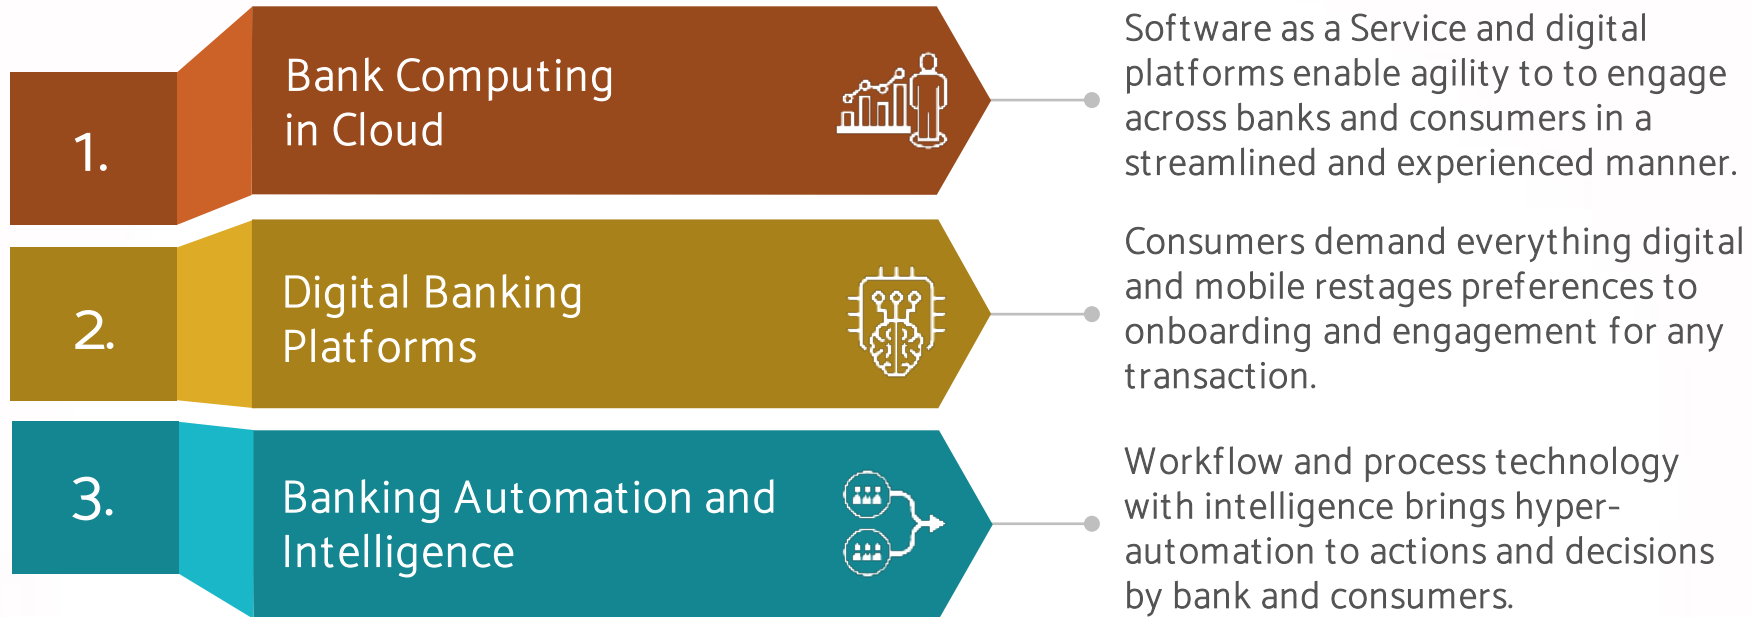 1.
Bank Computing
in Cloud
Software as a Service and digital
platforms enable agility to to engage
across banks and consumers in a
streamlined and experienced manner.
2.
Digital Banking
Platforms
Consumers demand everything digital
and mobile restages preferences to
onboarding and engagement for any
transaction.
3.
Banking Automation and
Intelligence
Workflow and process technology
with intelligence brings hyper-
automation to actions and decisions
by bank and consumers.